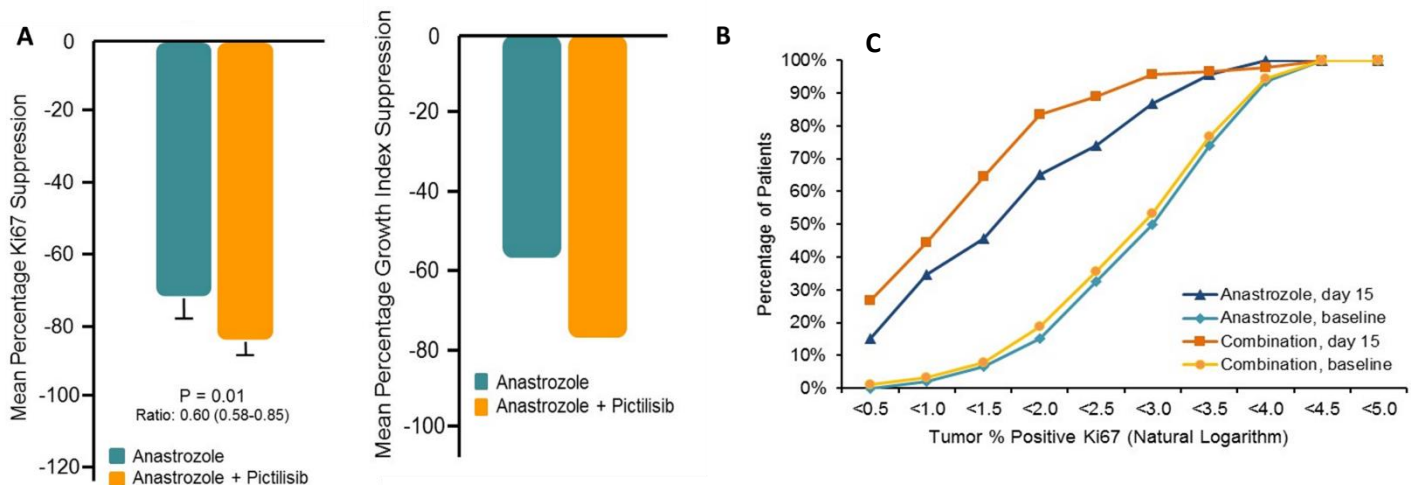 A
Mean Percentage Ki67 Suppression
0
-20
-40
-60
-80
-100
-120
P = 0.01
Ratio: 0.60 (0.58-0.85)
Anastrozole
Anastrozole + Pictilisib
B
Mean Percentage Growth Index Suppression
0
-20
-40
-60
-80
-100
Anastrozole
Anastrozole + Pictilisib
C
Percentage of Patients
100%
90%
80%
70%
60%
50%
40%
30%
20%
10%
0%
Anastrozole, day 15
Anastrozole, baseline
Combination, day 15
Combination, baseline
<0.5 <1.0 <1.5 <2.0 <2.5 <3.0 <3.5 <4.0 <4.5 <5.0
Tumor % Positive Ki67 (Natural Logarithm)